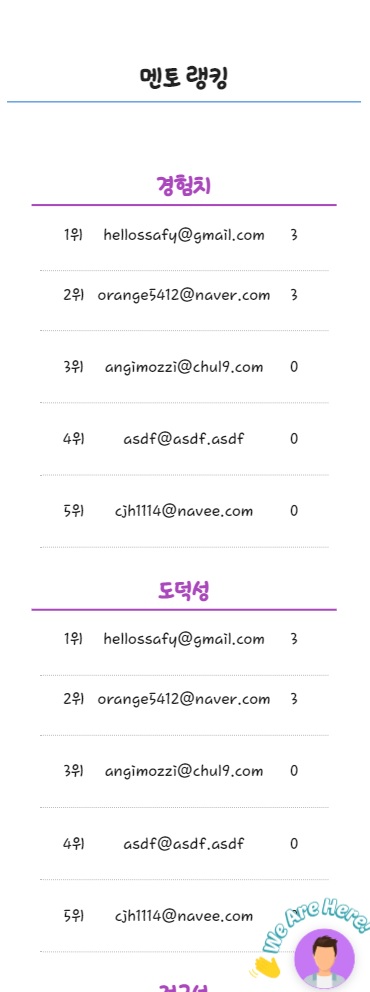 멘토 랭킹
경험치
1위 hellossafy@gmail.com 3
2위 orange5412@naver.com 3
3위 angimozzi@chul9.com 0
4위 asdf@asdf.asdf 0
5위 cjh1114@navee.com 0
도덕성
1위 hellossafy@gmail.com 3
2위 orange5412@naver.com 3
3위 angimozzi@chul9.com 0
4위 asdf@asdf.asdf 0
5위 cjh1114@navee.com
We Are Here!